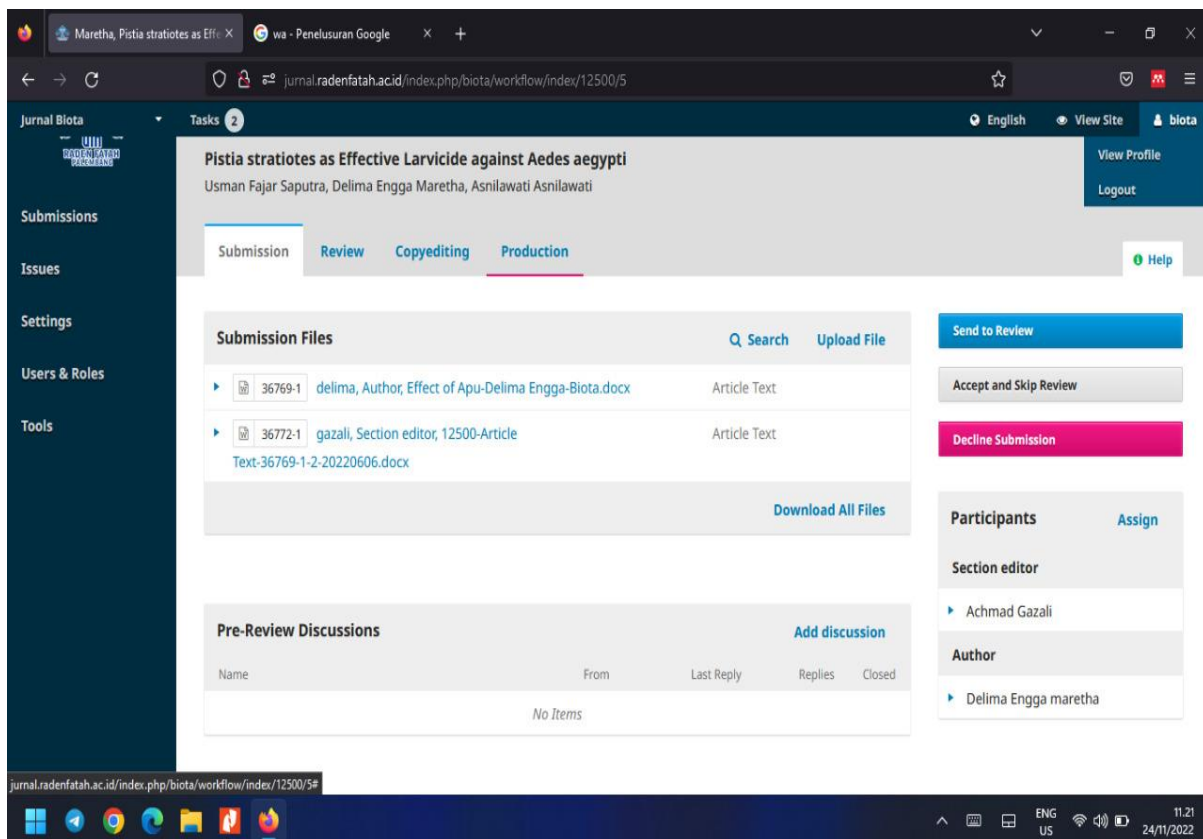 Maretha, Pistia stratiotes as Effe
wa - Penelusuran Google
jurnal.radenfatah.ac.id/index.php/biota/workflow/index/12500/5
Jurnal Biota
Tasks 2
English
View Site
biota
View Profile
Logout
UIN
RADEN FATAH
PALEMBANG
Submissions
Issues
Settings
Users & Roles
Tools
Pistia stratiotes as Effective Larvicide against Aedes aegypti
Usman Fajar Saputra, Delima Engga Maretha, Asnilawati Asnilawati
Submission Review Copyediting Production
Help
Submission Files Search Upload File
36769-1 delima, Author, Effect of Apu-Delima Engga-Biota.docx Article Text
36772-1 gazali, Section editor, 12500-Article Article Text
Text-36769-1-2-20220606.docx
Download All Files
Pre-Review Discussions Add discussion
Name From Last Reply Replies Closed
No Items
Send to Review
Accept and Skip Review
Decline Submission
Participants Assign
Section editor
Achmad Gazali
Author
Delima Engga maretha
jurnal.radenfatah.ac.id/index.php/biota/workflow/index/12500/5#
ENG
US
11.21
24/11/2022